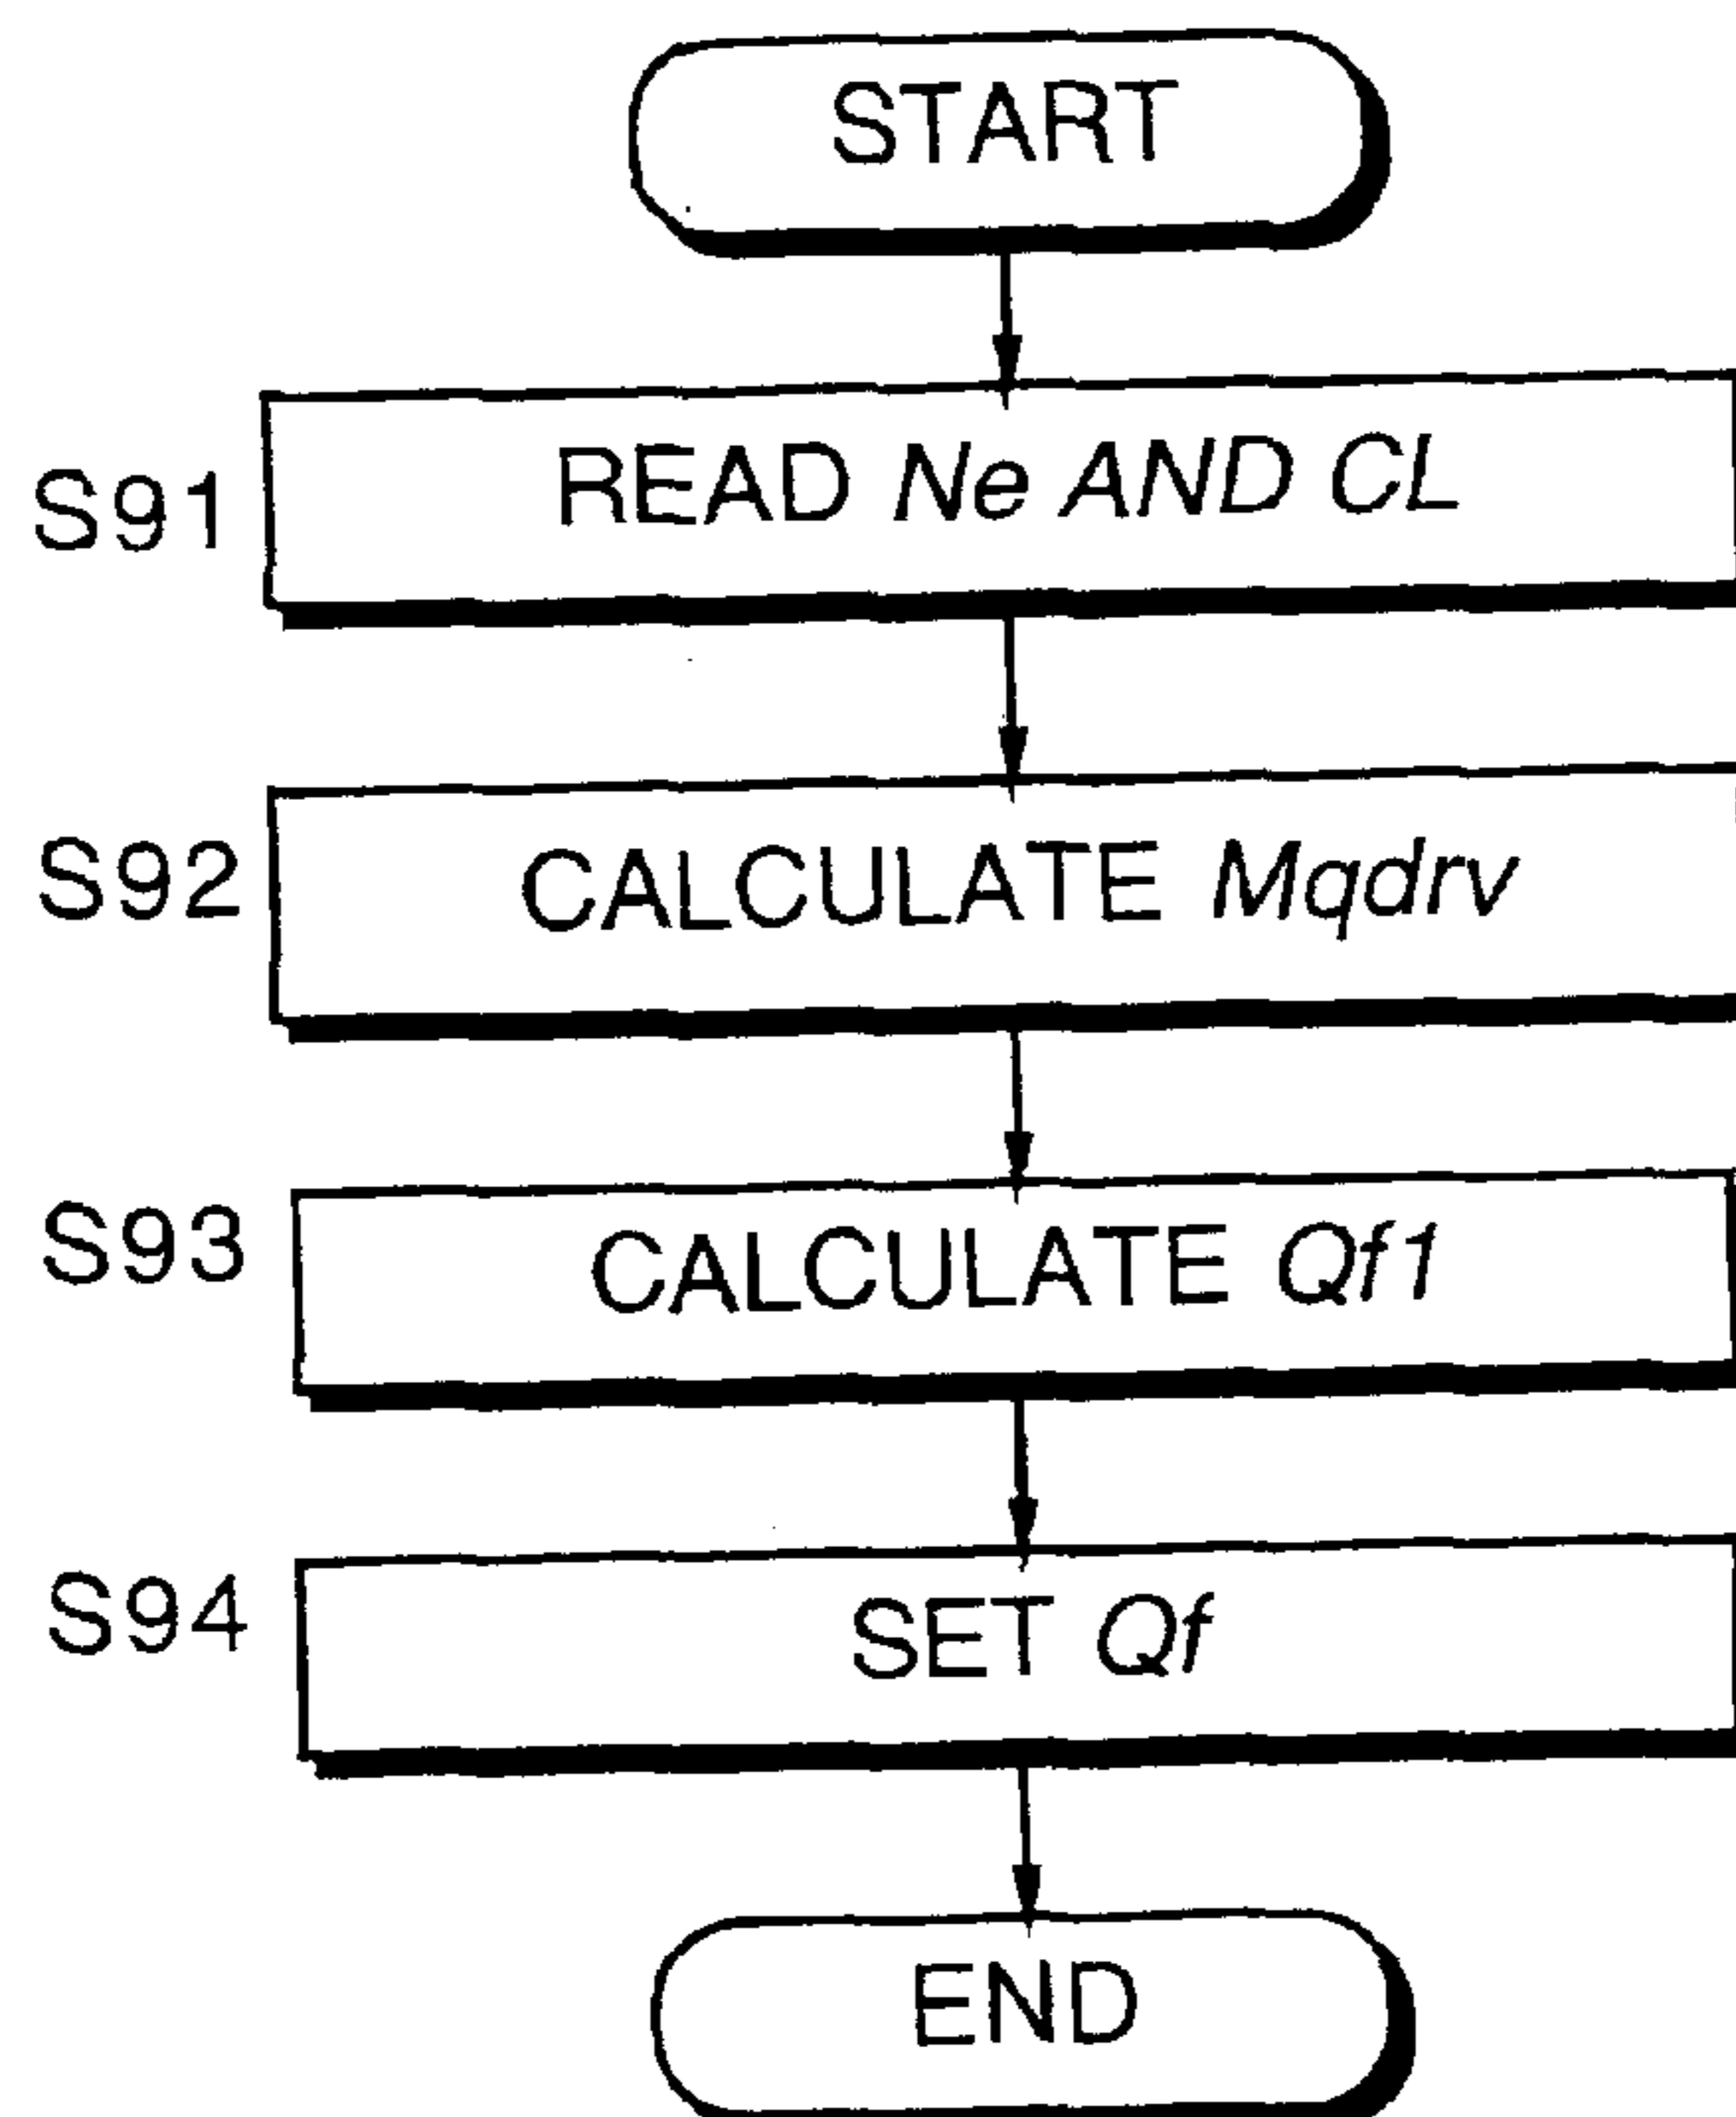 START
S91 READ Ne AND CL
S92 CALCULATE Mqdrv
S93 CALCULATE Qf1
S94 SET Qf
END